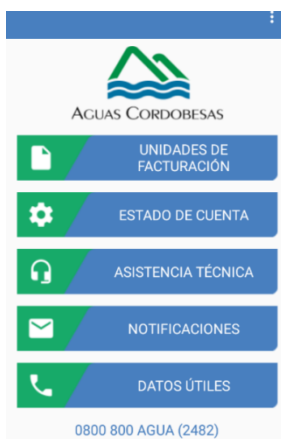 AGUAS CORDOBESAS
UNIDADES DE
FACTURACIÓN
ESTADO DE CUENTA
ASISTENCIA TÉCNICA
NOTIFICACIONES
DATOS ÚTILES
0800 800 AGUA (2482)